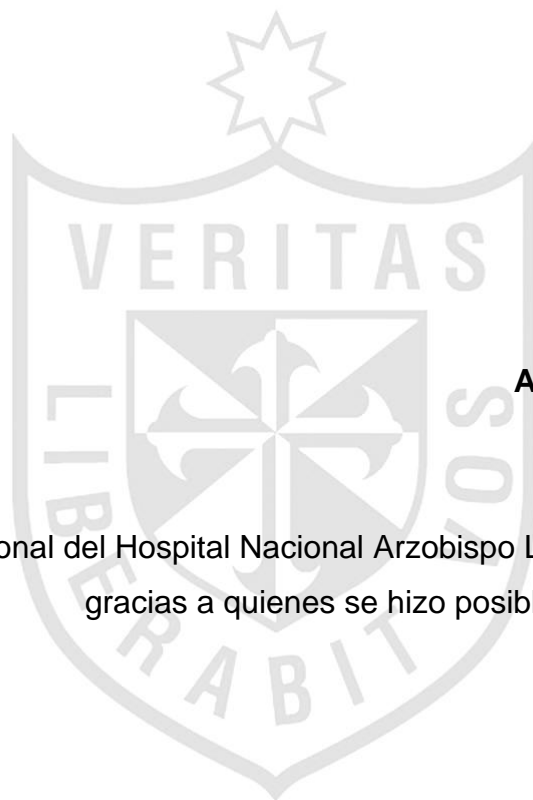 VERITAS
LIBERABIT VOS
A
onal del Hospital Nacional Arzobispo L
gracias a quienes se hizo posib